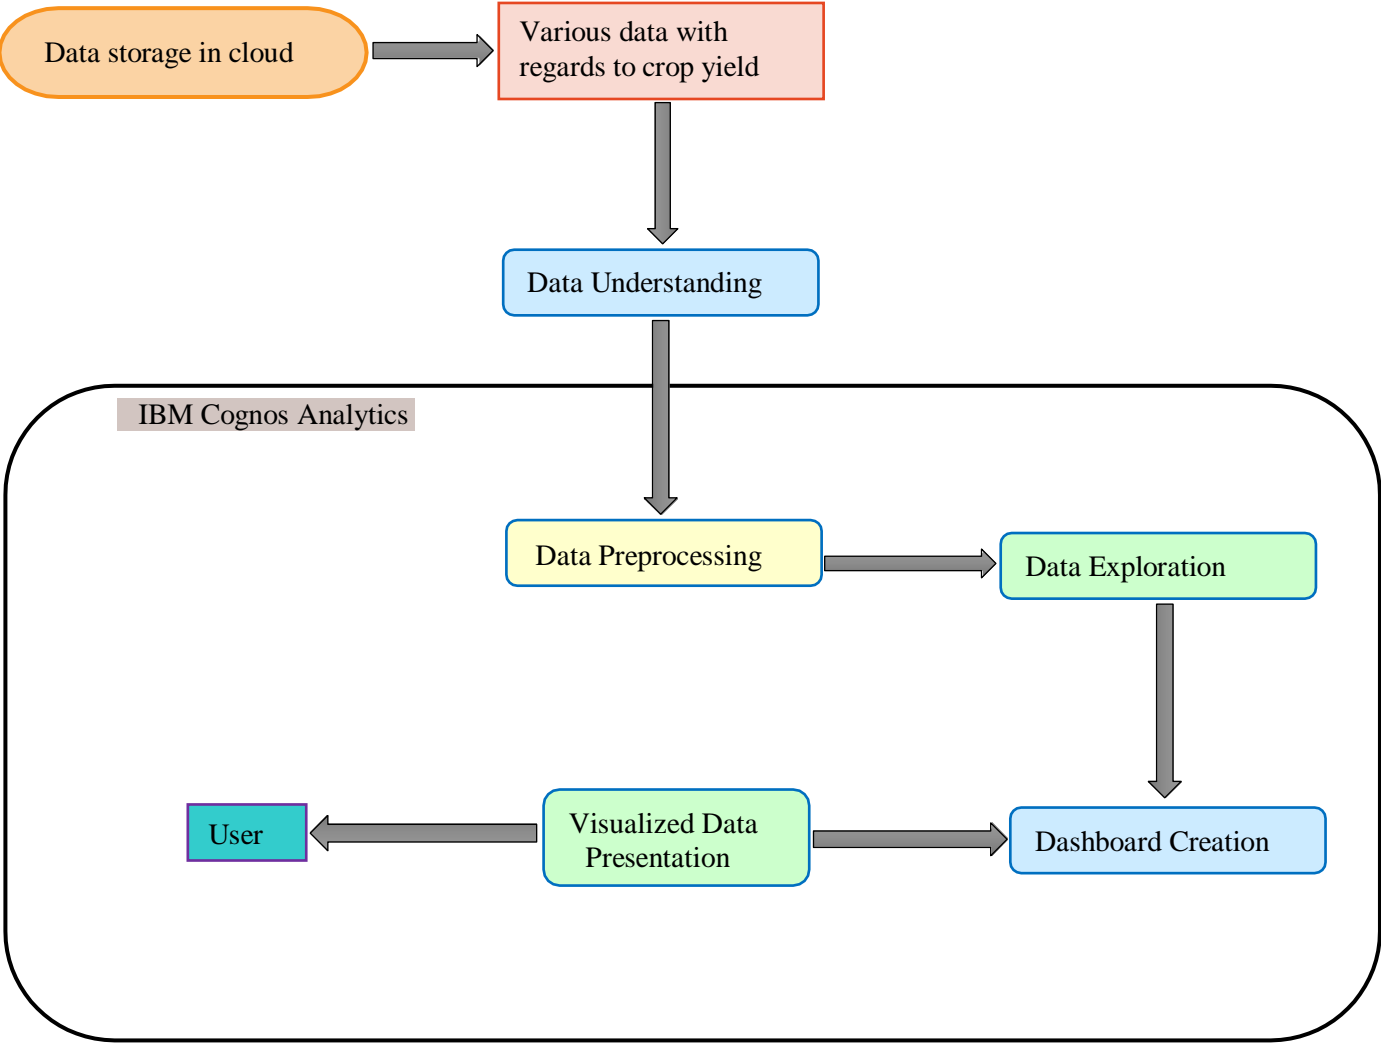 Data storage in cloud
Various data with
regards to crop yield
Data Understanding
IBM Cognos Analytics
Data Preprocessing
Data Exploration
User
Visualized Data
Presentation
Dashboard Creation